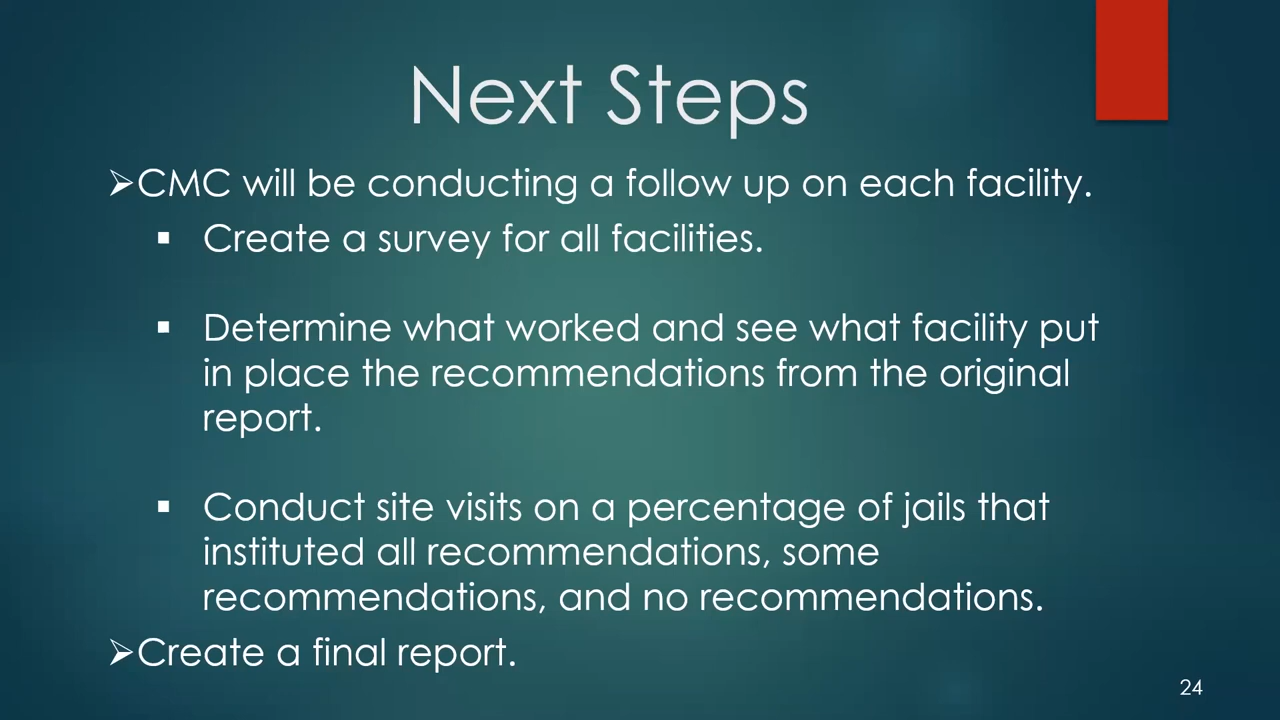 Next Steps
➢CMC will be conducting a follow up on each facility.
▪ Create a survey for all facilities.
▪ Determine what worked and see what facility put
in place the recommendations from the original
report.
▪ Conduct site visits on a percentage of jails that
instituted all recommendations, some
recommendations, and no recommendations.
➢Create a final report.
24